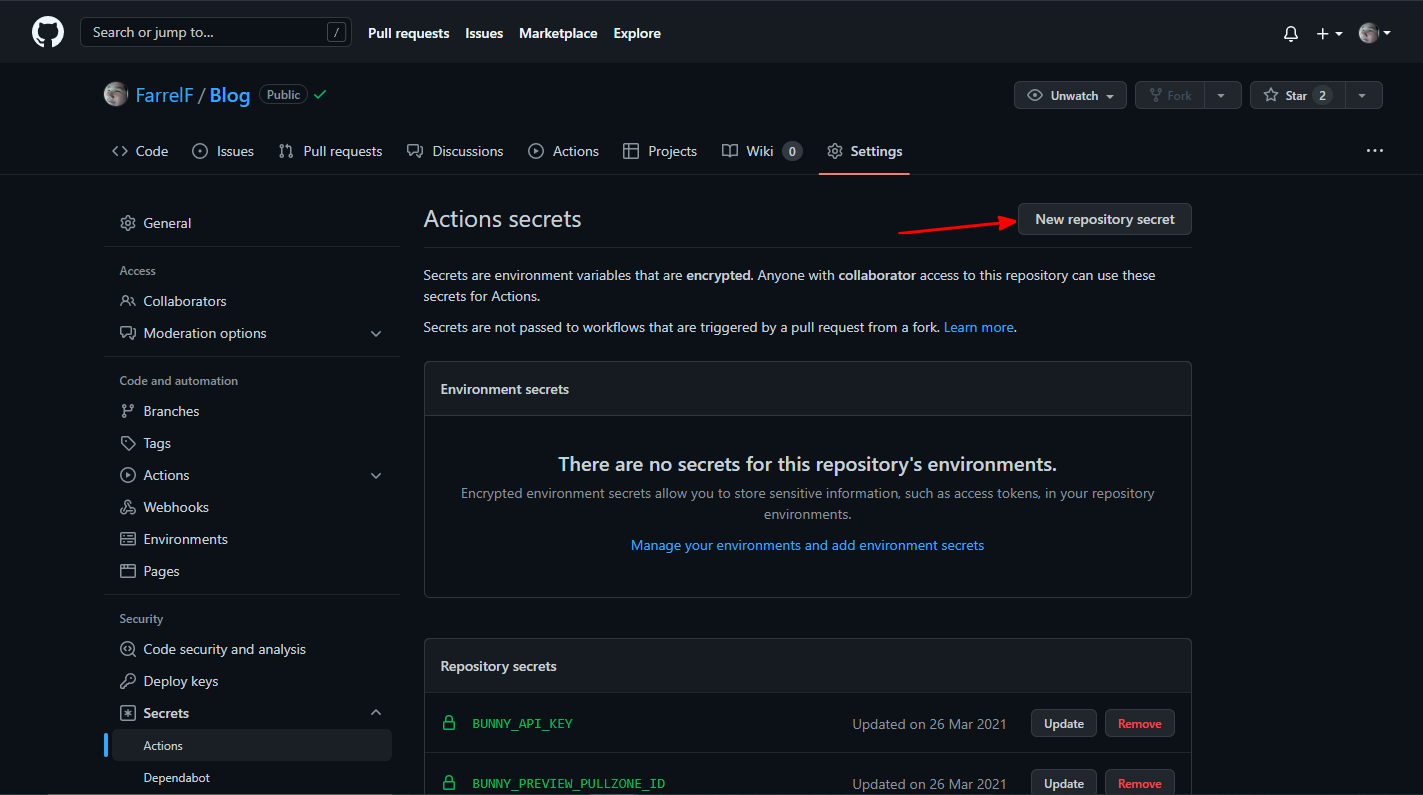 Search or jump to... /
Pull requests Issues Marketplace Explore
FarrelF / Blog Public
Unwatch Fork Star 2
Code Issues Pull requests Discussions Actions Projects Wiki 0 Settings
General
Access
Collaborators
Moderation options
Code and automation
Branches
Tags
Actions
Webhooks
Environments
Pages
Security
Code security and analysis
Deploy keys
Secrets
Actions
Dependabot
Actions secrets
New repository secret
Secrets are environment variables that are encrypted. Anyone with collaborator access to this repository can use these
secrets for Actions.
Secrets are not passed to workflows that are triggered by a pull request from a fork. Learn more.
Environment secrets
There are no secrets for this repository's environments.
Encrypted environment secrets allow you to store sensitive information, such as access tokens, in your repository
environments.
Manage your environments and add environment secrets
Repository secrets
BUNNY_API_KEY Updated on 26 Mar 2021 Update Remove
BUNNY_PREVIEW_PULLZONE_ID Updated on 26 Mar 2021 Update Remove